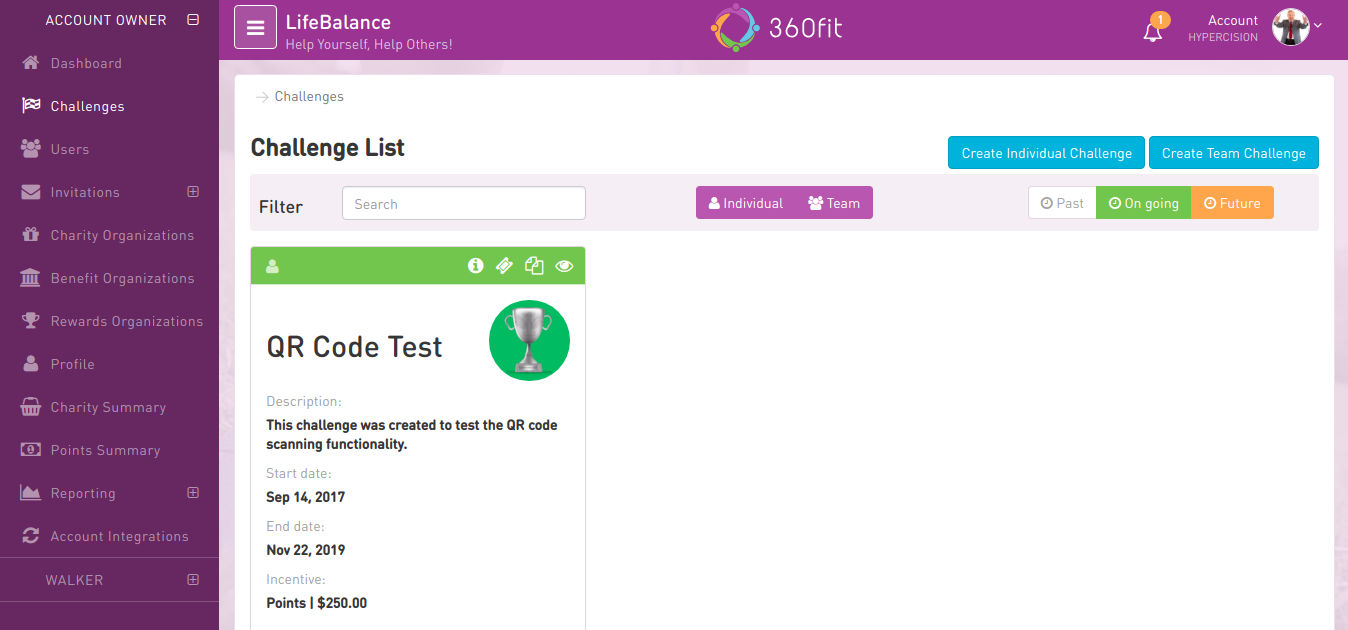 ACCOUNT OWNER
Dashboard
Challenges
Users
Invitations
Charity Organizations
Benefit Organizations
Rewards Organizations
Profile
Charity Summary
Points Summary
Reporting
Account Integrations
WALKER
LifeBalance
Help Yourself, Help Others!
360fit
1
Account
HYPERCISION
Challenges
Challenge List
Create Individual Challenge
Create Team Challenge
Filter
Search
Individual
Team
Past
On going
Future
QR Code Test
Description:
This challenge was created to test the QR code
scanning functionality.
Start date:
Sep 14, 2017
End date:
Nov 22, 2019
Incentive:
Points | $250.00